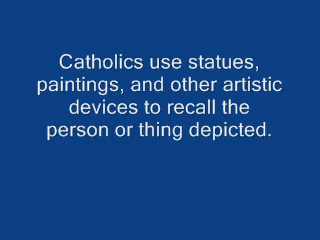 Catholics use statues,
paintings, and other artistic
devices to recall the
person or thing depicted.